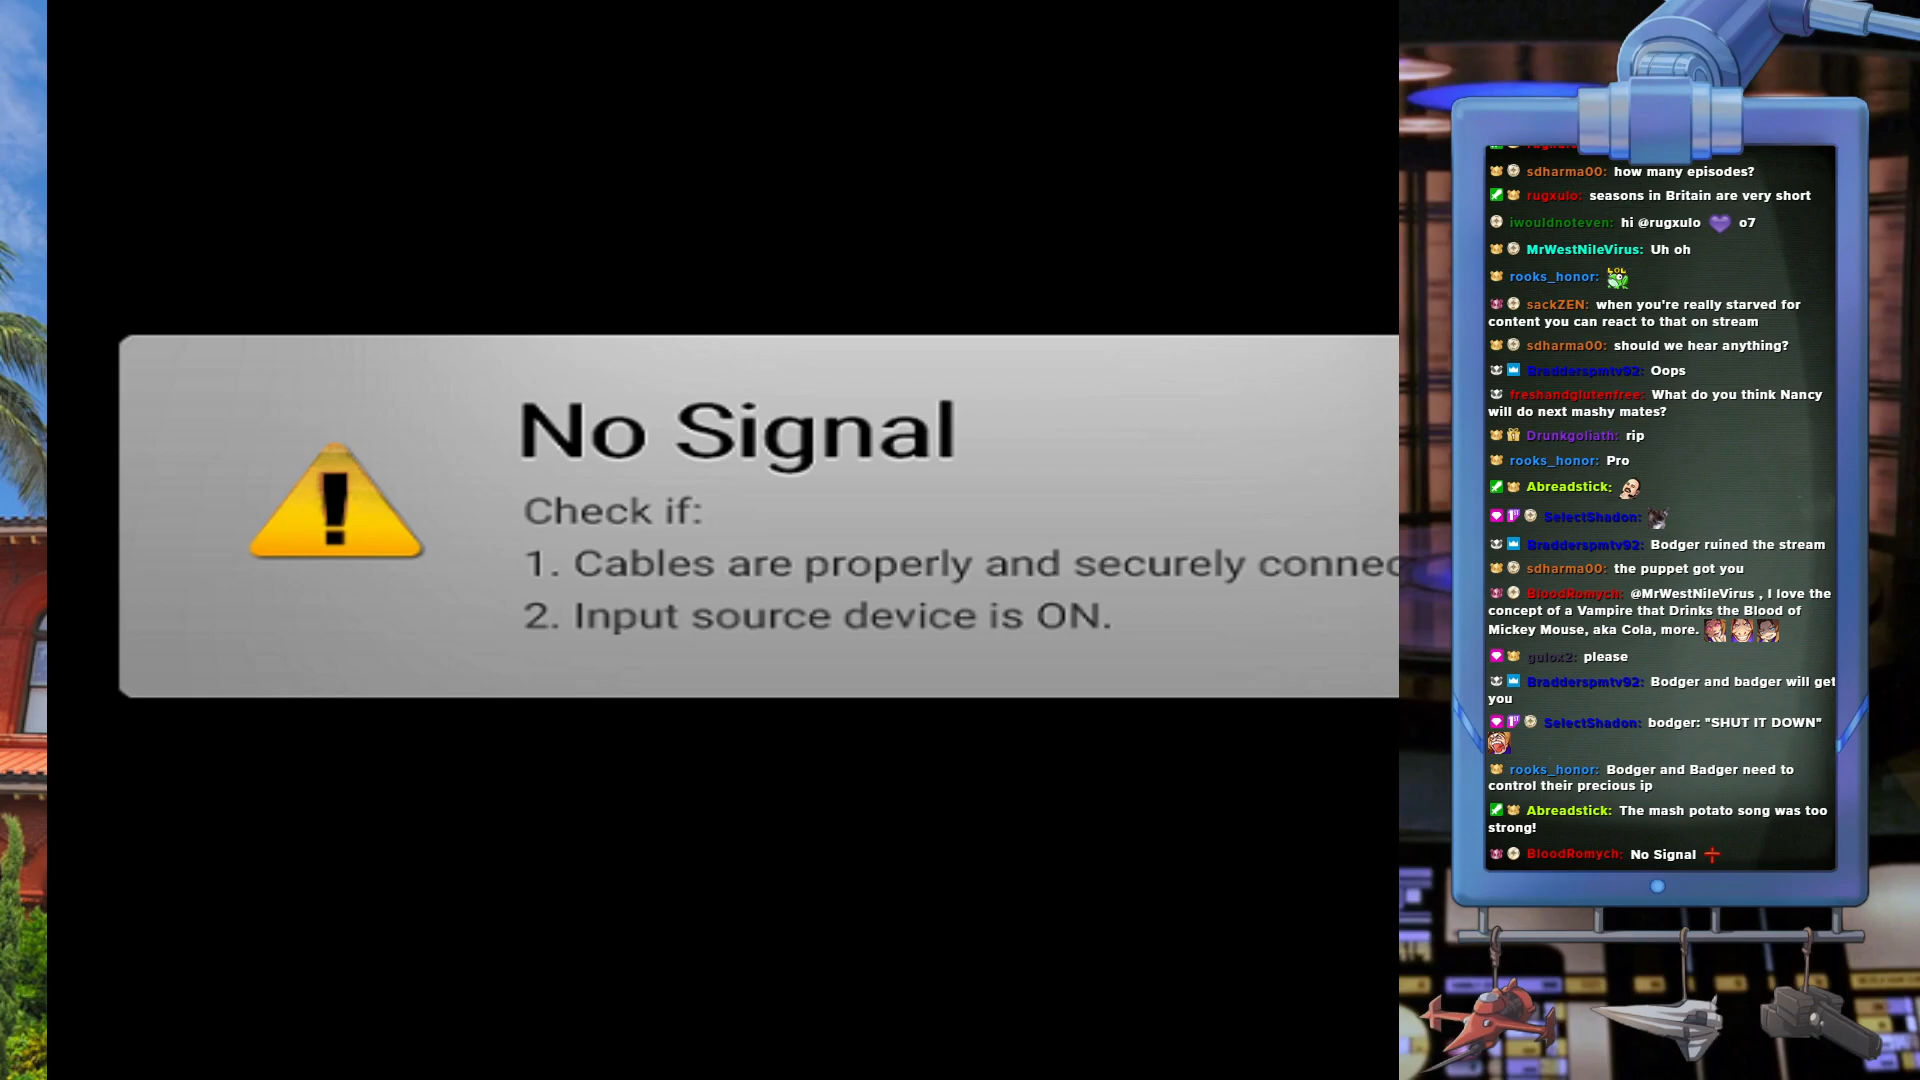 No Signal
Check if:
1. Cables are properly and securely connec
2. Input source device is ON.
sdharma00: how many episodes?
rugxulo: seasons in Britain are very short
iwouldnoteven: hi @rugxulo o7
MrWestNileVirus: Uh oh
rooks_honor: LOL
sackZEN: when you're really starved for
content you can react to that on stream
sdharma00: should we hear anything?
Bradderspmtv92: Oops
freshandglutenfree: What do you think Nancy
will do next mashy mates?
Drunkgoliath: rip
rooks_honor: Pro
Abreadstick:
SelectShadon:
Bradderspmtv92: Bodger ruined the stream
sdharma00: the puppet got you
BloodRomych: @MrWestNileVirus , I love the
concept of a Vampire that Drinks the Blood of
Mickey Mouse, aka Cola, more.
gulox2: please
Bradderspmtv92: Bodger and badger will get
you
SelectShadon: bodger: "SHUT IT DOWN"
rooks_honor: Bodger and Badger need to
control their precious ip
Abreadstick: The mash potato song was too
strong!
BloodRomych: No Signal